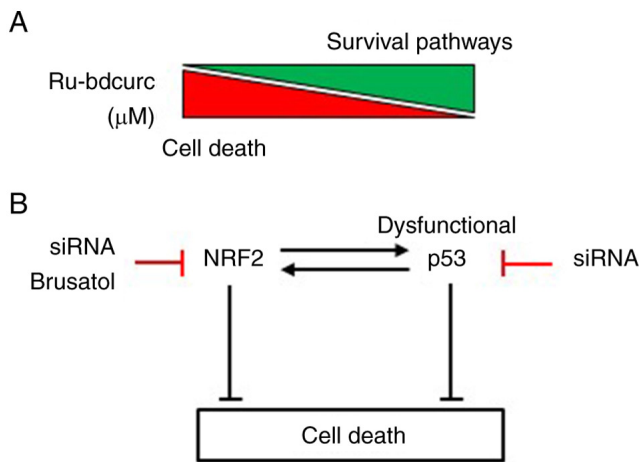 A
Survival pathways
Ru-bdcurc
(μM)
Cell death
B
Dysfunctional
siRNA
Brusatol
NRF2
p53
siRNA
Cell death